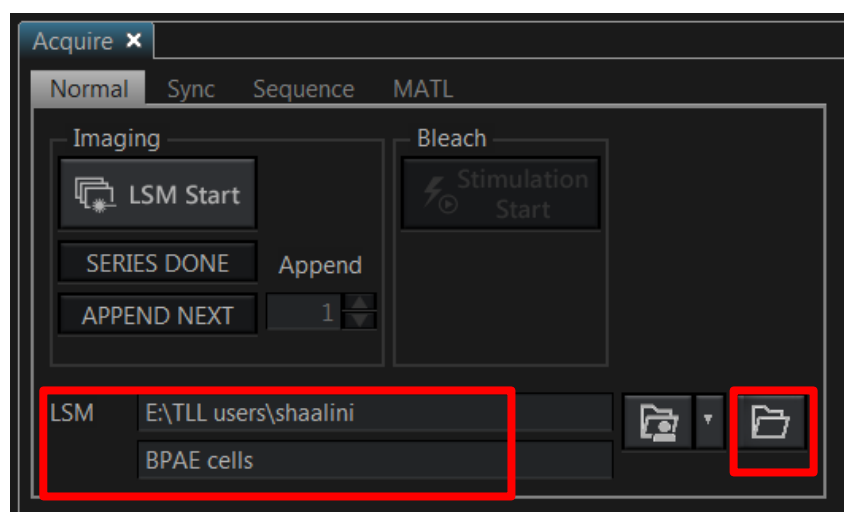 Acquire
Normal Sync Sequence MATL
Imaging
Bleach
LSM Start
Stimulation
Start
SERIES DONE
Append
APPEND NEXT
1
LSM
E:\TLL users\shaalini
BPAE cells